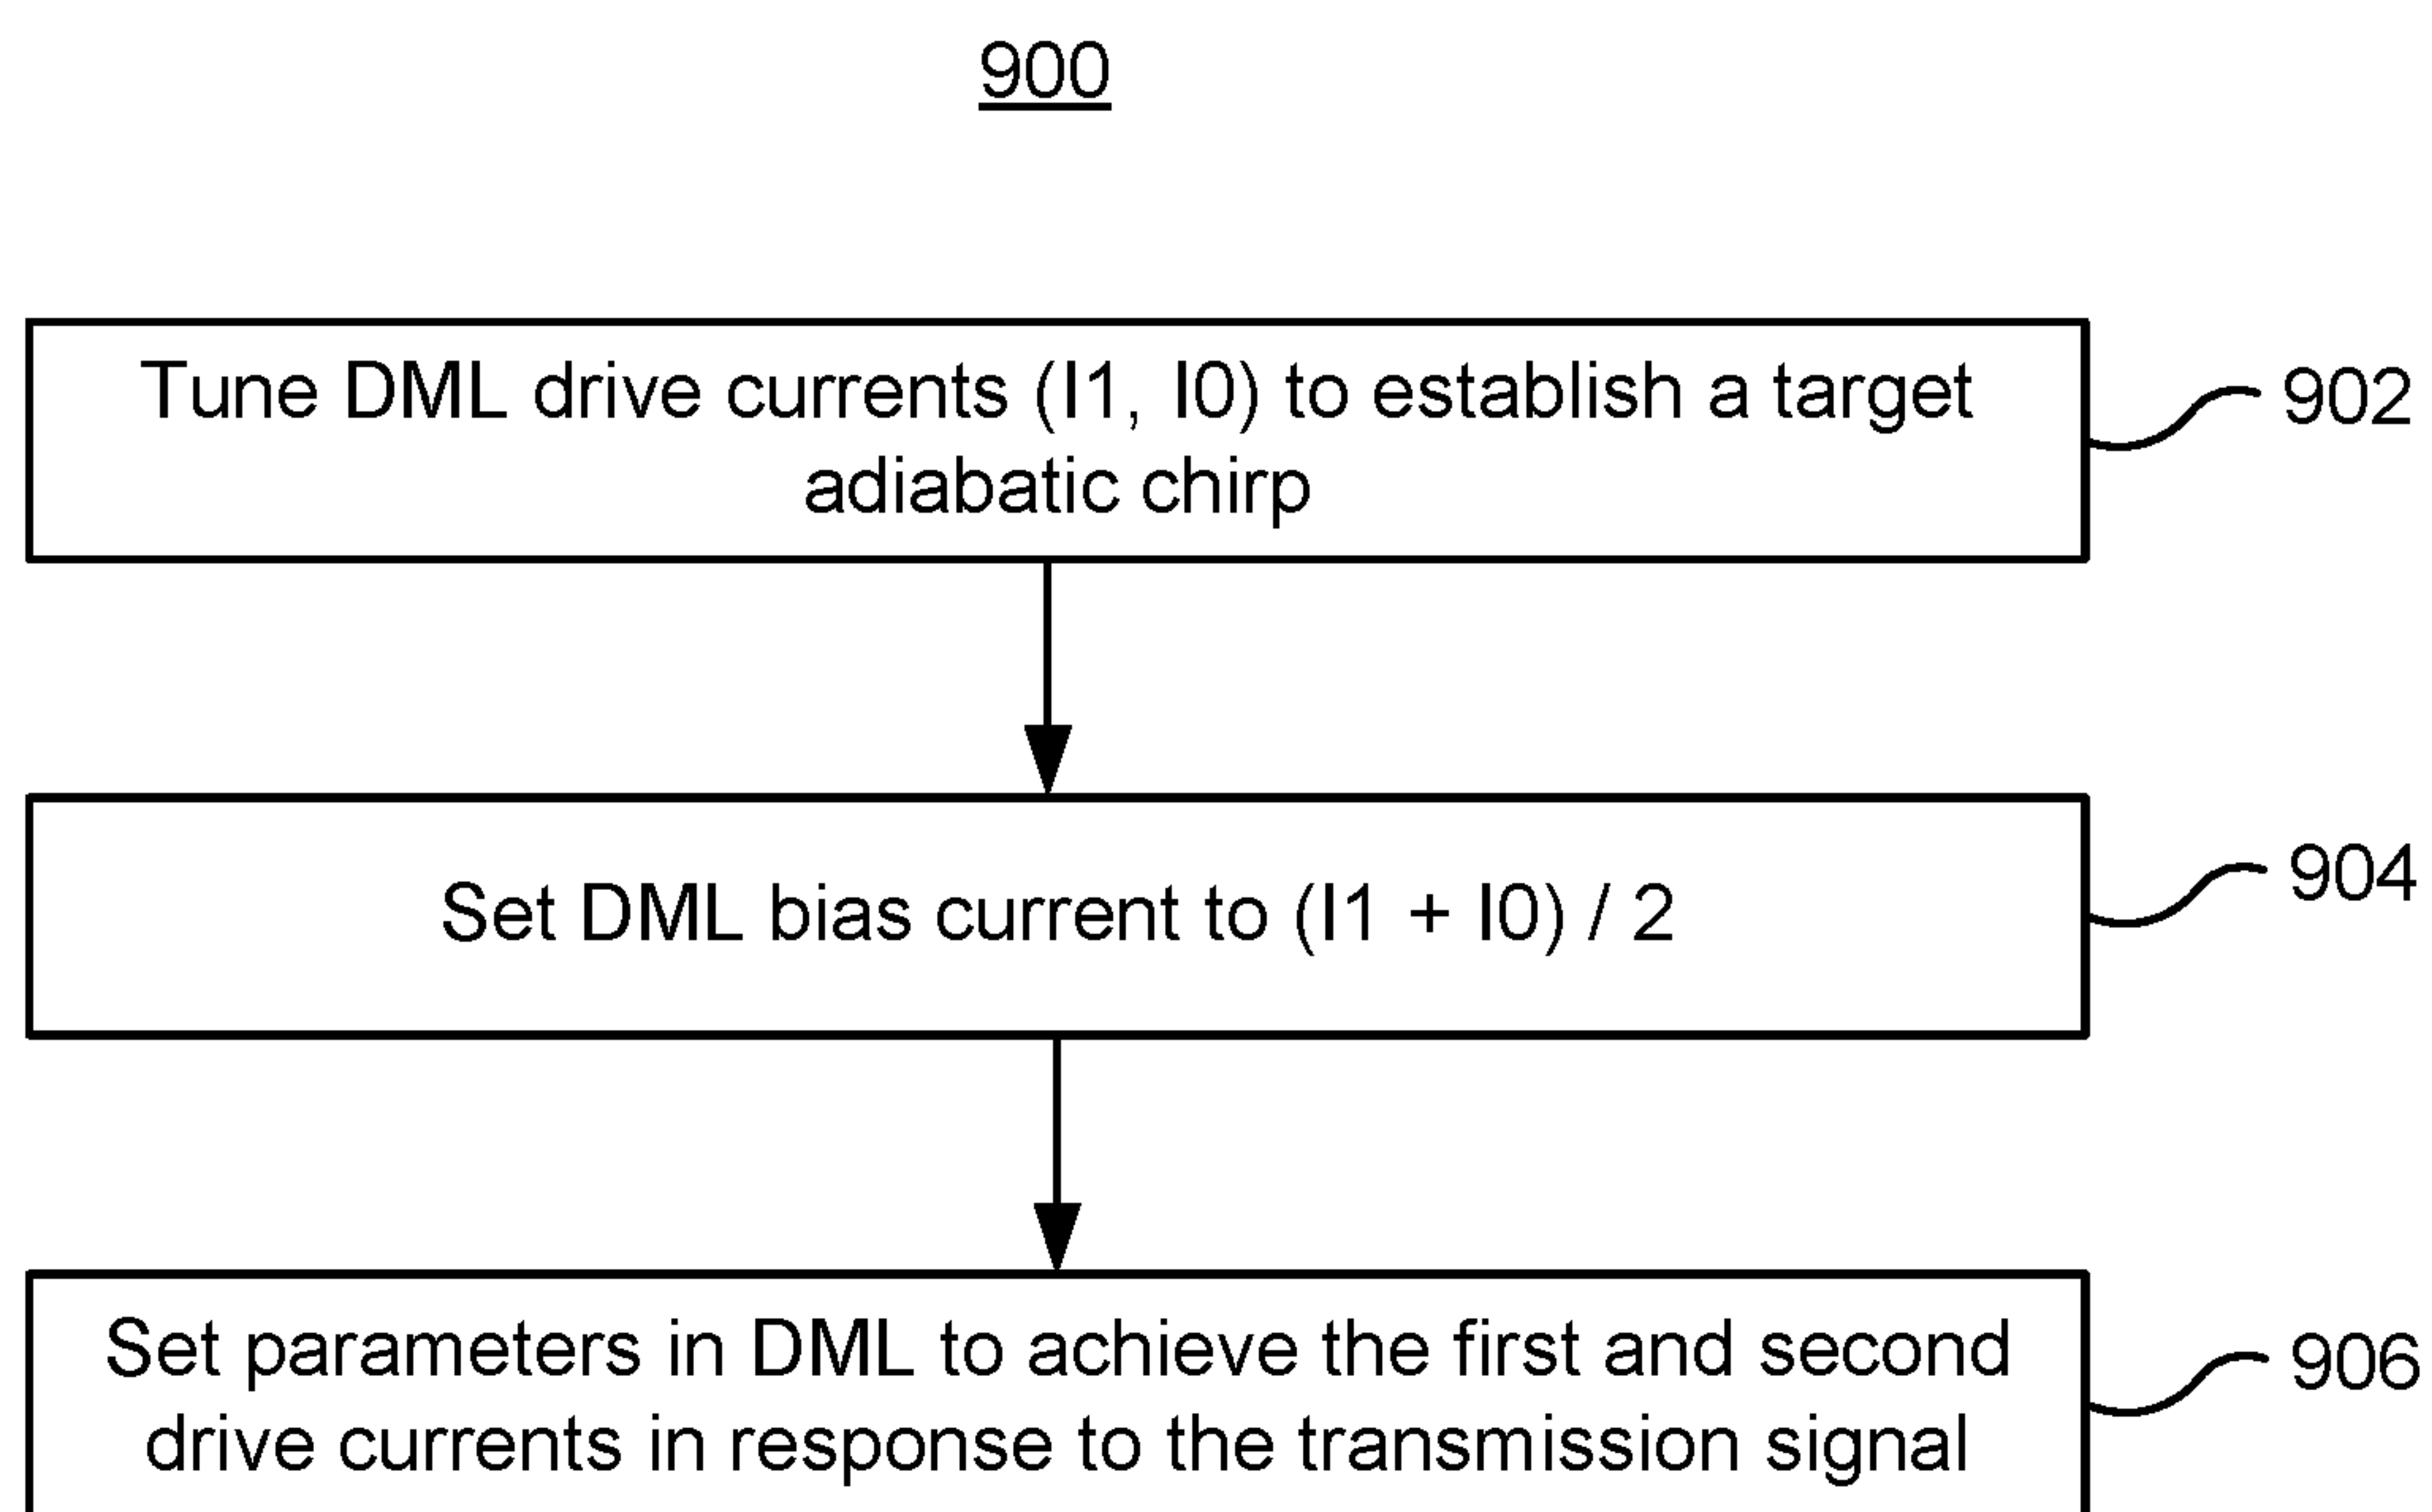 900
Tune DML drive currents (I1, I0) to establish a target
adiabatic chirp
902
Set DML bias current to (I1 + I0) / 2
904
Set parameters in DML to achieve the first and second
drive currents in response to the transmission signal
906